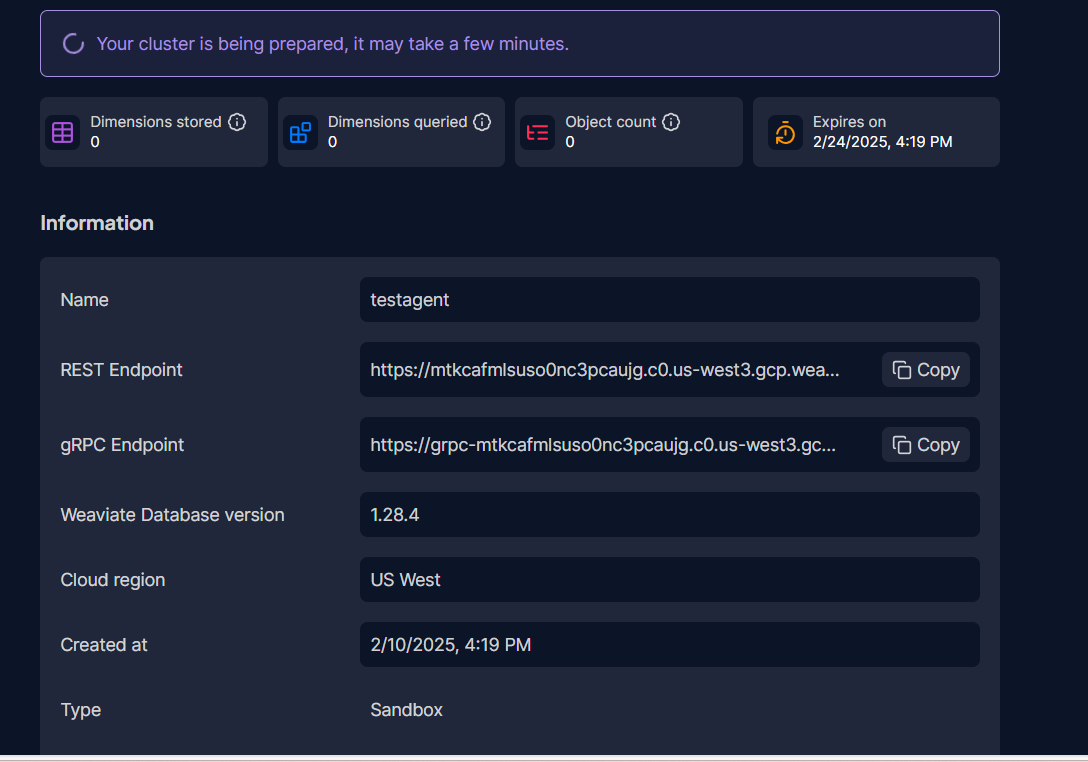 Your cluster is being prepared, it may take a few minutes.
Dimensions stored
0
Dimensions queried
0
Object count
0
Expires on
2/24/2025, 4:19 PM
Information
Name
testagent
REST Endpoint
https://mtkcafmlsuso0nc3pcaujg.c0.us-west3.gcp.wea...
Copy
gRPC Endpoint
https://grpc-mtkcafmlsuso0nc3pcaujg.c0.us-west3.gc...
Copy
Weaviate Database version
1.28.4
Cloud region
US West
Created at
2/10/2025, 4:19 PM
Type
Sandbox